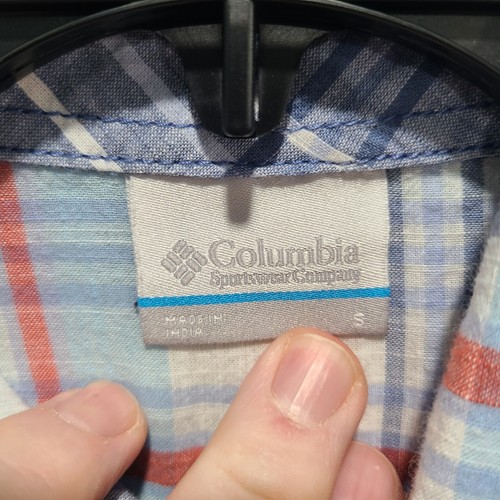 Columbia
Sportswear Company
MADE IN
INDIA
S